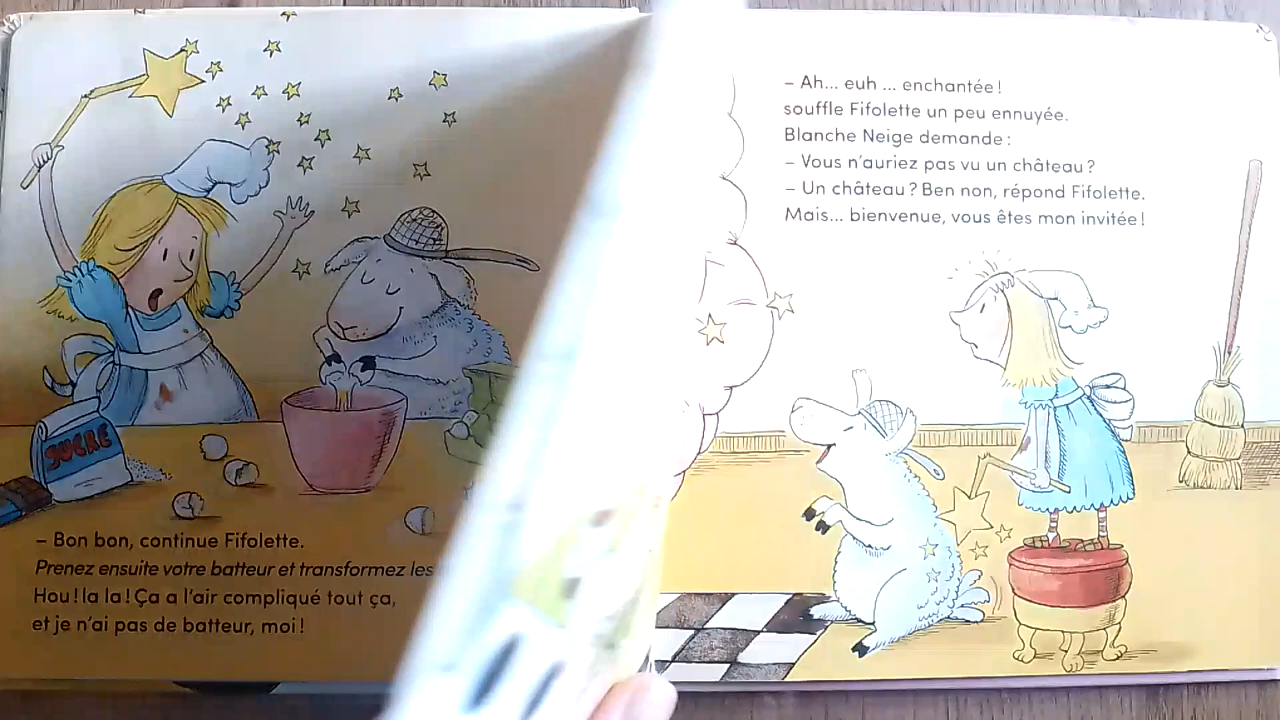 SUCRE
– Bon bon, continue Fifolette.
Prenez ensuite votre batteur et transformez les
Hou ! la la ! Ça a l'air compliqué tout ça,
et je n'ai pas de batteur, moi !
– Ah... euh ... enchantée !
souffle Fifolette un peu ennuyée.
Blanche Neige demande :
– Vous n'auriez pas vu un château ?
– Un château ? Ben non, répond Fifolette.
Mais... bienvenue, vous êtes mon invitée !